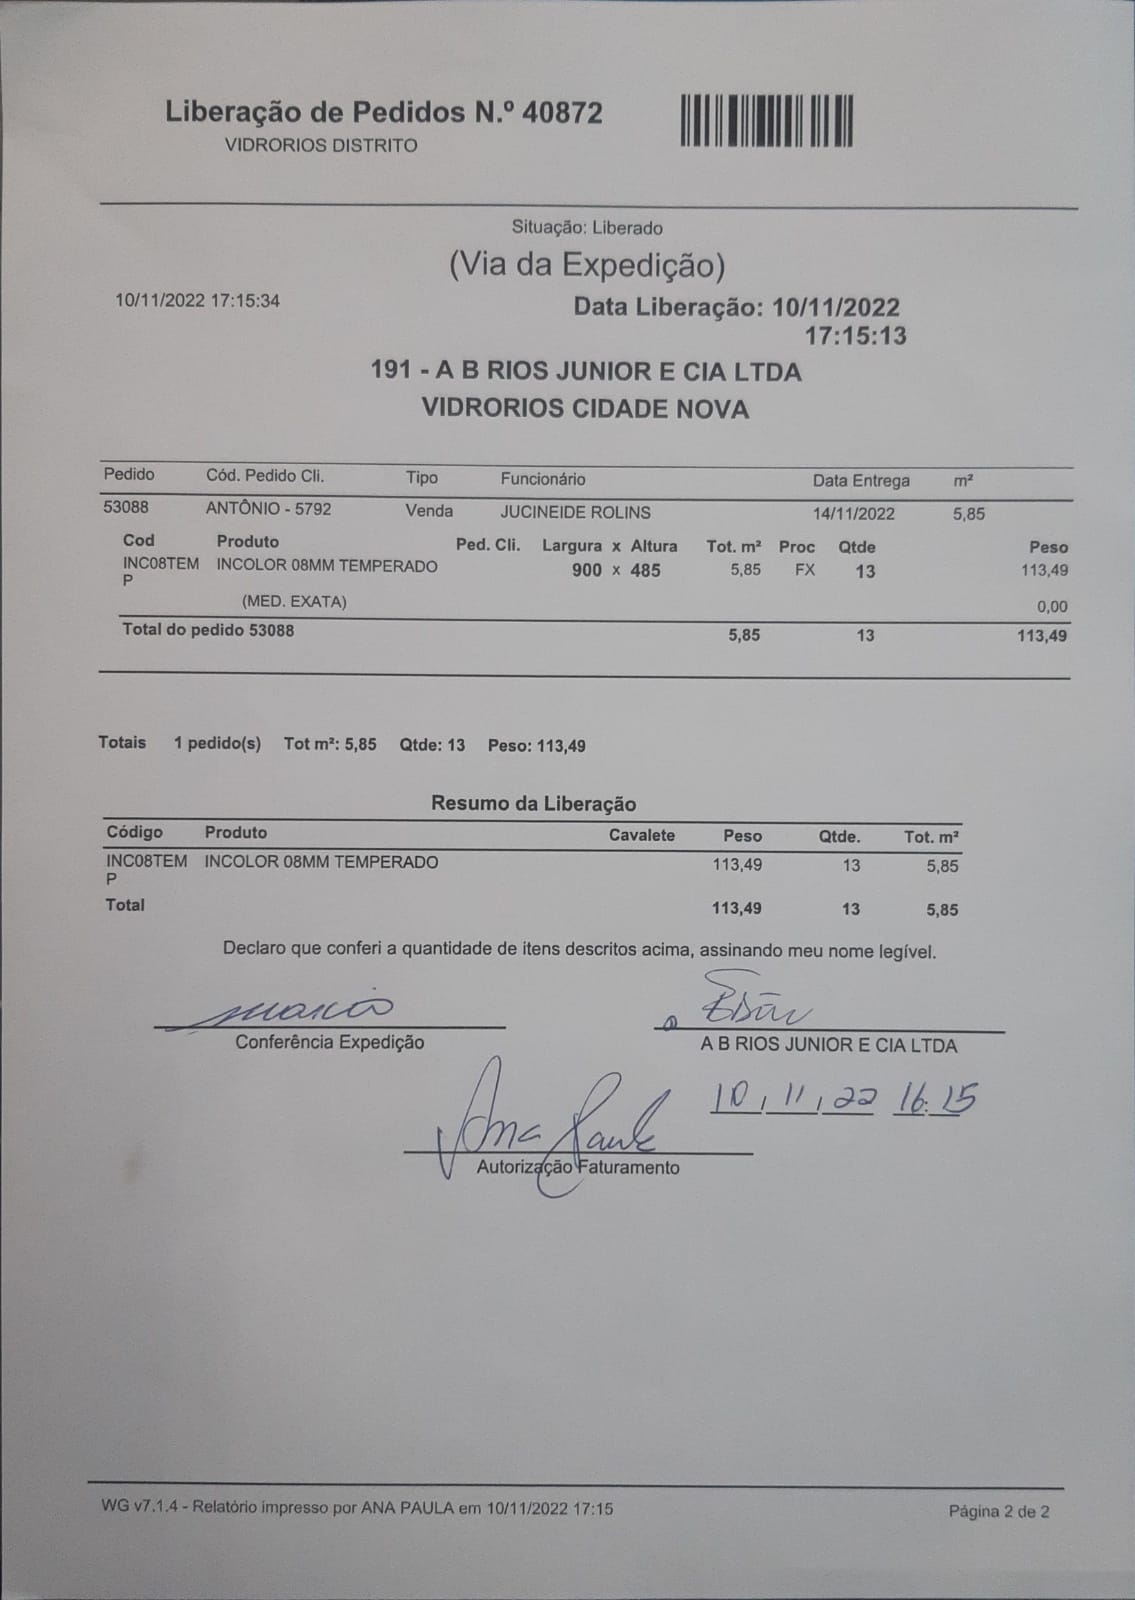 Liberação de Pedidos N.º 40872
VIDRORIOS DISTRITO
Situação: Liberado
(Via da Expedição)
10/11/2022 17:15:34
Data Liberação: 10/11/2022
17:15:13
191 - A B RIOS JUNIOR E CIA LTDA
VIDRORIOS CIDADE NOVA
Pedido Cód. Pedido Cli. Tipo Funcionário Data Entrega m²
53088 ANTÔNIO - 5792 Venda JUCINEIDE ROLINS 14/11/2022 5,85
Cod Produto Ped. Cli. Largura x Altura Tot. m² Proc Qtde Peso
INC08TEM INCOLOR 08MM TEMPERADO 900 x 485 5,85 FX 13 113,49
P
(MED. EXATA) 0,00
Total do pedido 53088 5,85 13 113,49
Totais 1 pedido(s) Tot m²: 5,85 Qtde: 13 Peso: 113,49
Resumo da Liberação
Código Produto Cavalete Peso Qtde. Tot. m²
INC08TEM INCOLOR 08MM TEMPERADO 113,49 13 5,85
P
Total 113,49 13 5,85
Declaro que conferi a quantidade de itens descritos acima, assinando meu nome legível.
Conferência Expedição
A B RIOS JUNIOR E CIA LTDA
10, 11, 22 16:15
Ana Paula
Autorização Faturamento
WG v7.1.4 - Relatório impresso por ANA PAULA em 10/11/2022 17:15
Página 2 de 2